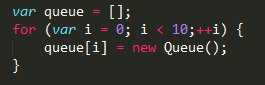 var queue = [];
for (var i = 0; i < 10;++i) {
    queue[i] = new Queue();
}